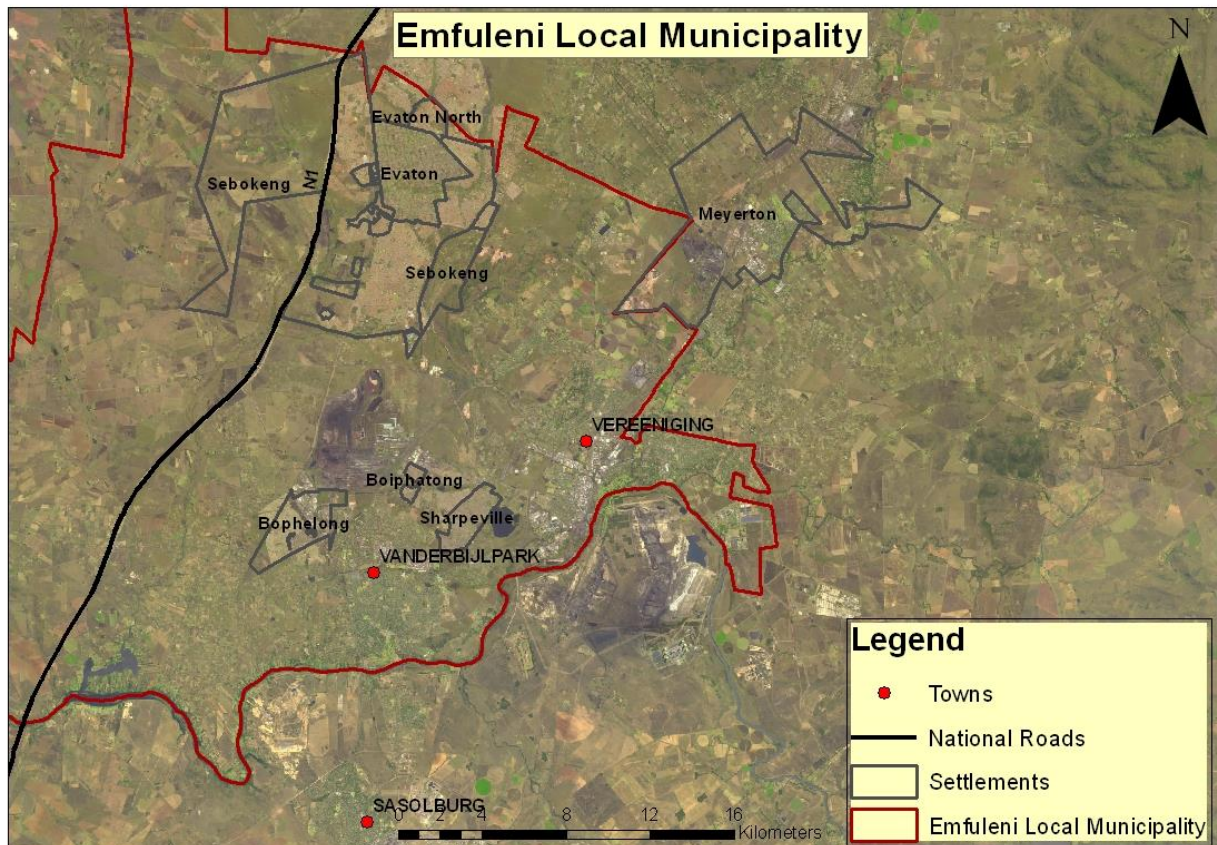 Emfuleni Local Municipality
N
Evaton North
Evaton
Sebokeng
N1
Meyerton
Sebokeng
VEREENIGING
Boiphatong
Bophelong
Sharpeville
VANDERBIJLPARK
SASOLBURG
0 2 4 8 12 16
Kilometers
Legend
Towns
National Roads
Settlements
Emfuleni Local Municipality